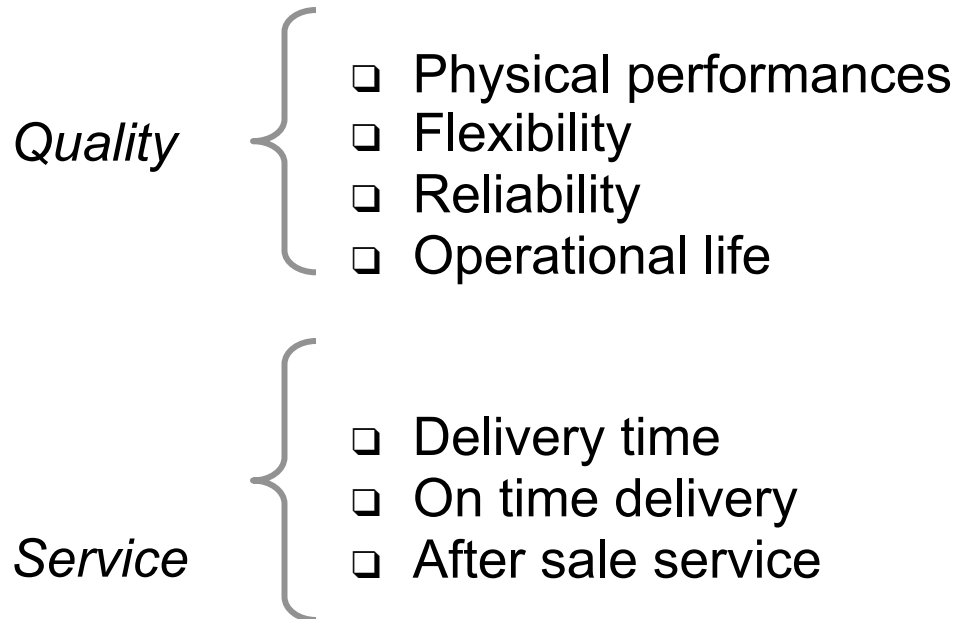 Quality
❑ Physical performances
❑ Flexibility
❑ Reliability
❑ Operational life
Service
❑ Delivery time
❑ On time delivery
❑ After sale service